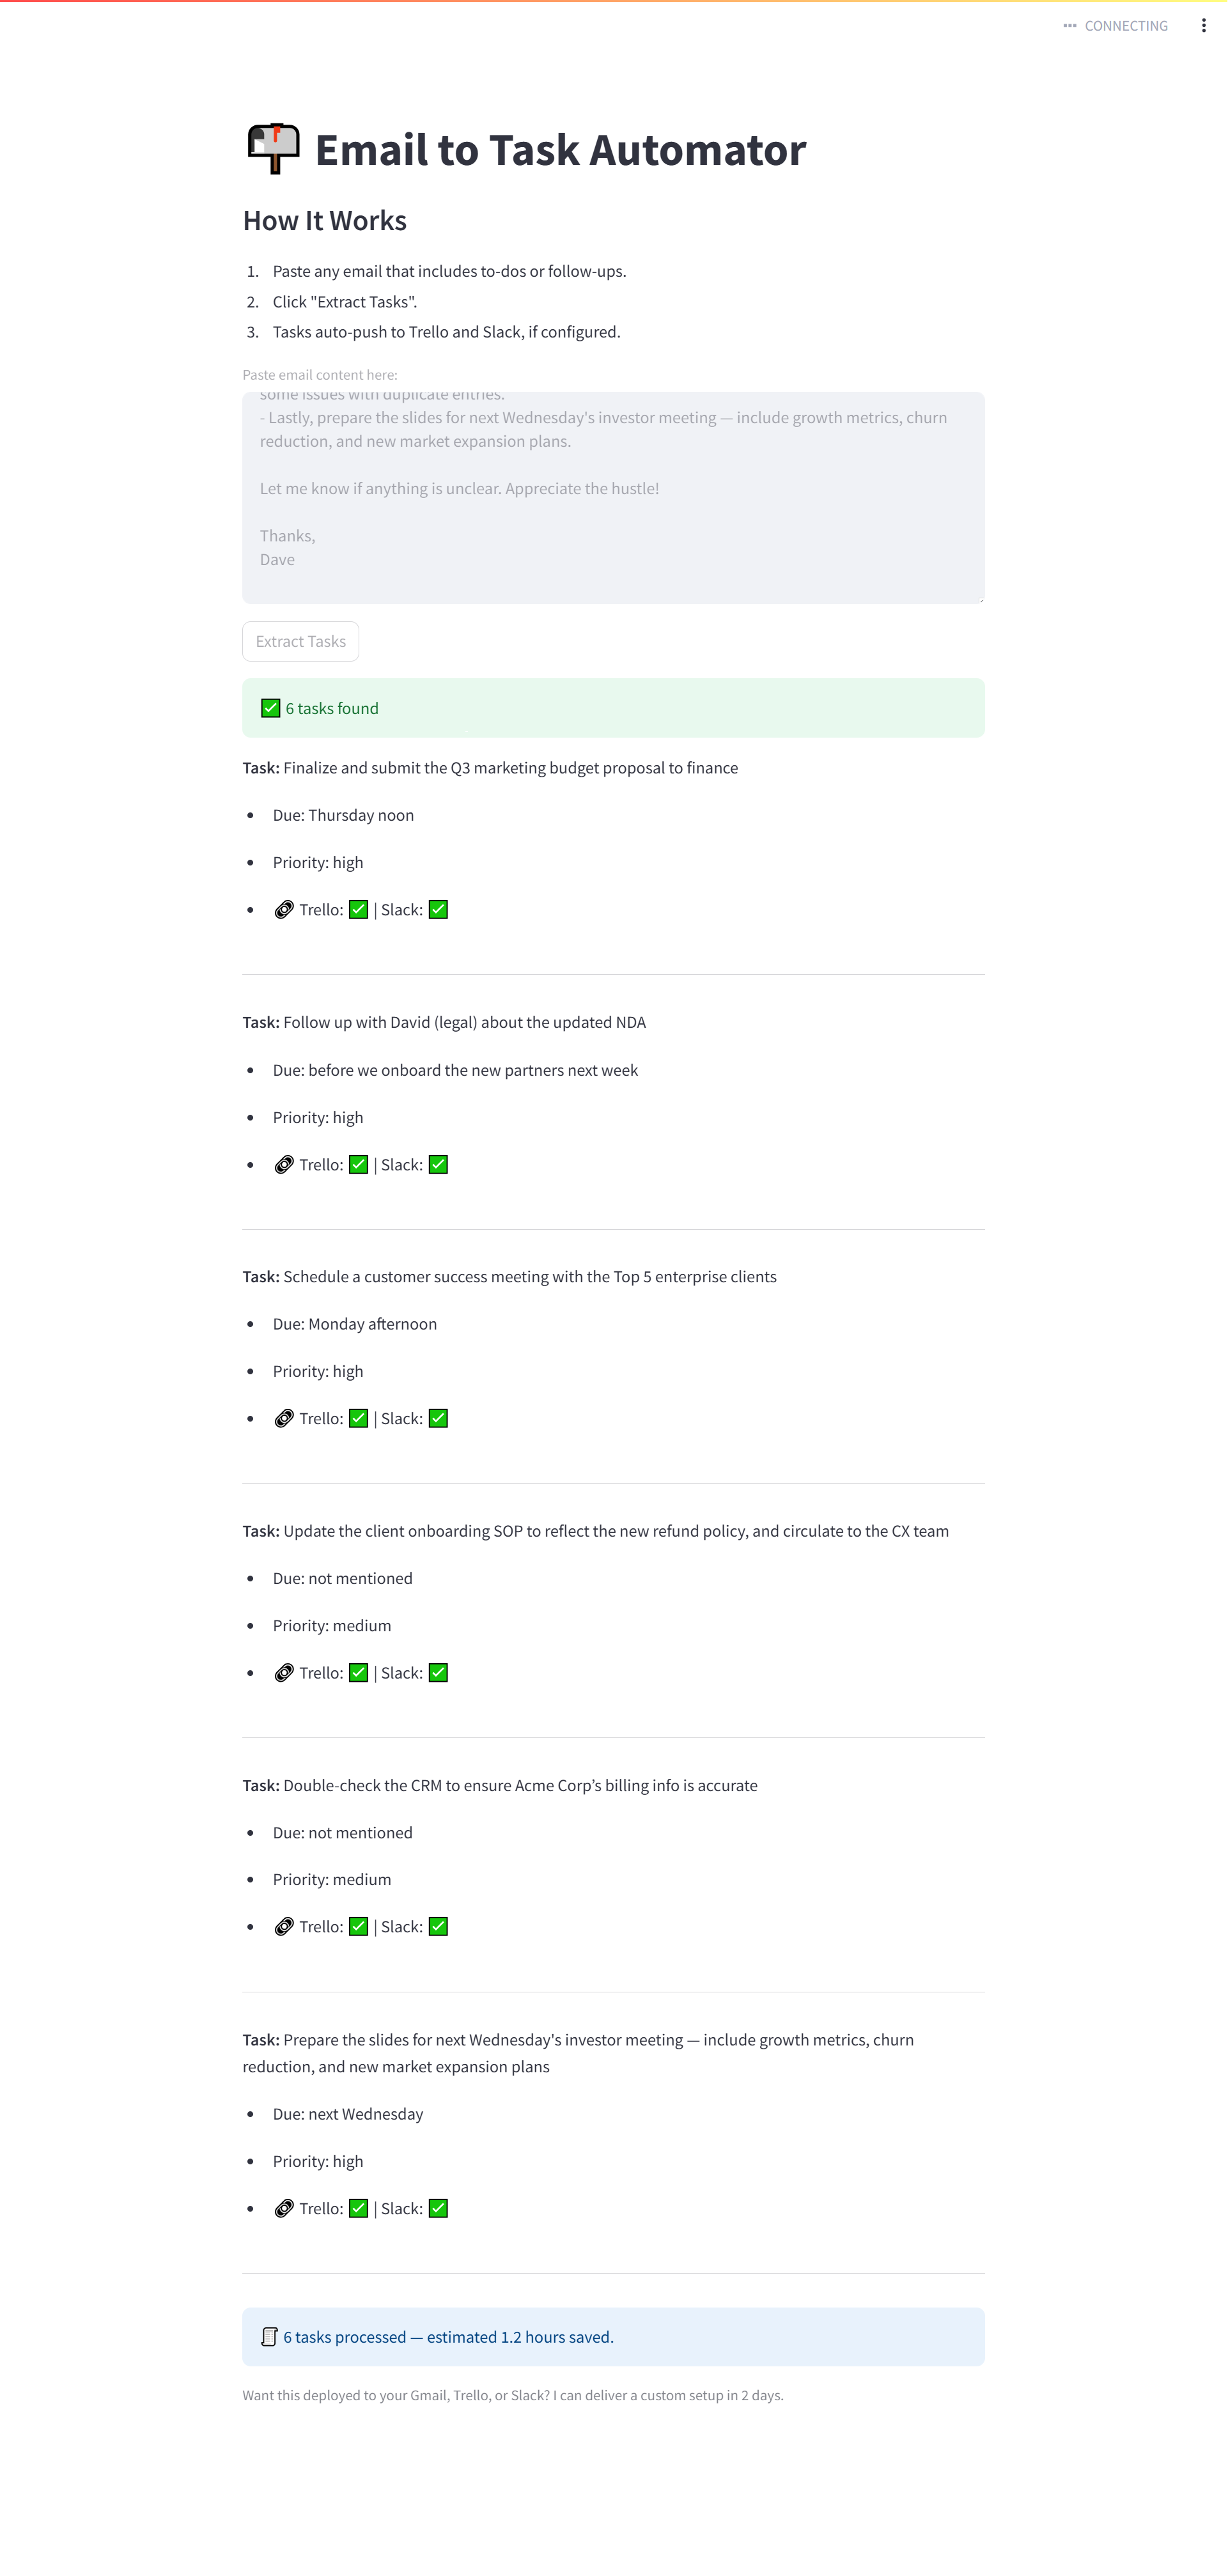 CONNECTING
Email to Task Automator
How It Works
1. Paste any email that includes to-dos or follow-ups.
2. Click "Extract Tasks".
3. Tasks auto-push to Trello and Slack, if configured.
Paste email content here:
some issues with duplicate entries.
- Lastly, prepare the slides for next Wednesday's investor meeting — include growth metrics, churn
reduction, and new market expansion plans.
Let me know if anything is unclear. Appreciate the hustle!
Thanks,
Dave
Extract Tasks
✅ 6 tasks found
Task: Finalize and submit the Q3 marketing budget proposal to finance
• Due: Thursday noon
• Priority: high
• 🔗 Trello: ✅ | Slack: ✅
Task: Follow up with David (legal) about the updated NDA
• Due: before we onboard the new partners next week
• Priority: high
• 🔗 Trello: ✅ | Slack: ✅
Task: Schedule a customer success meeting with the Top 5 enterprise clients
• Due: Monday afternoon
• Priority: high
• 🔗 Trello: ✅ | Slack: ✅
Task: Update the client onboarding SOP to reflect the new refund policy, and circulate to the CX team
• Due: not mentioned
• Priority: medium
• 🔗 Trello: ✅ | Slack: ✅
Task: Double-check the CRM to ensure Acme Corp’s billing info is accurate
• Due: not mentioned
• Priority: medium
• 🔗 Trello: ✅ | Slack: ✅
Task: Prepare the slides for next Wednesday's investor meeting — include growth metrics, churn
reduction, and new market expansion plans
• Due: next Wednesday
• Priority: high
• 🔗 Trello: ✅ | Slack: ✅
🧾 6 tasks processed — estimated 1.2 hours saved.
Want this deployed to your Gmail, Trello, or Slack? I can deliver a custom setup in 2 days.